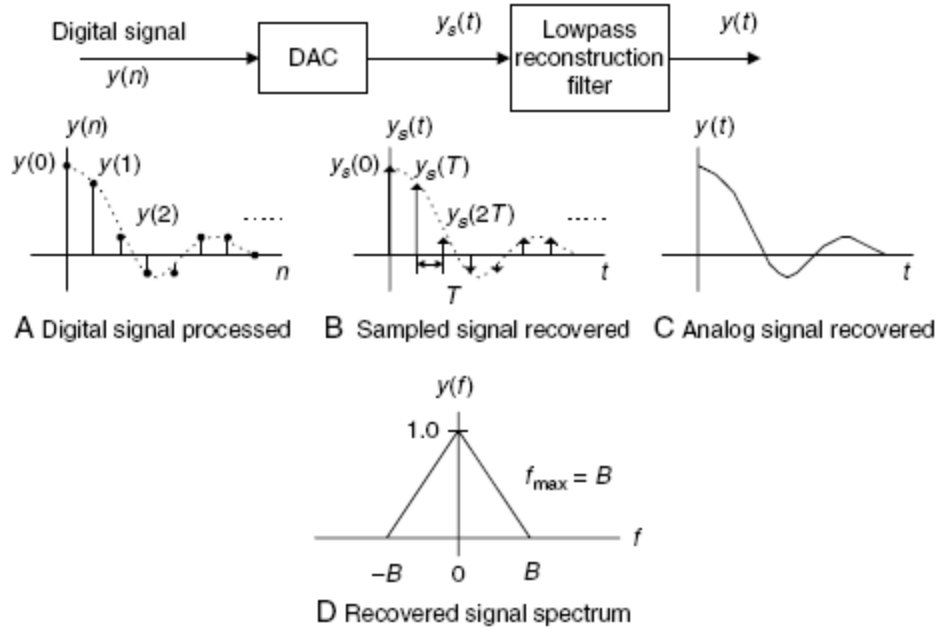 Digital signal
y(n)
DAC
yₛ(t)
Lowpass
reconstruction
filter
y(t)
y(n)
y(0)
y(1)
y(2)
n
A Digital signal processed
yₛ(t)
yₛ(0)
yₛ(T)
yₛ(2T)
T
t
B Sampled signal recovered
y(t)
t
C Analog signal recovered
y(f)
1.0
fmax = B
f
–B
0
B
D Recovered signal spectrum